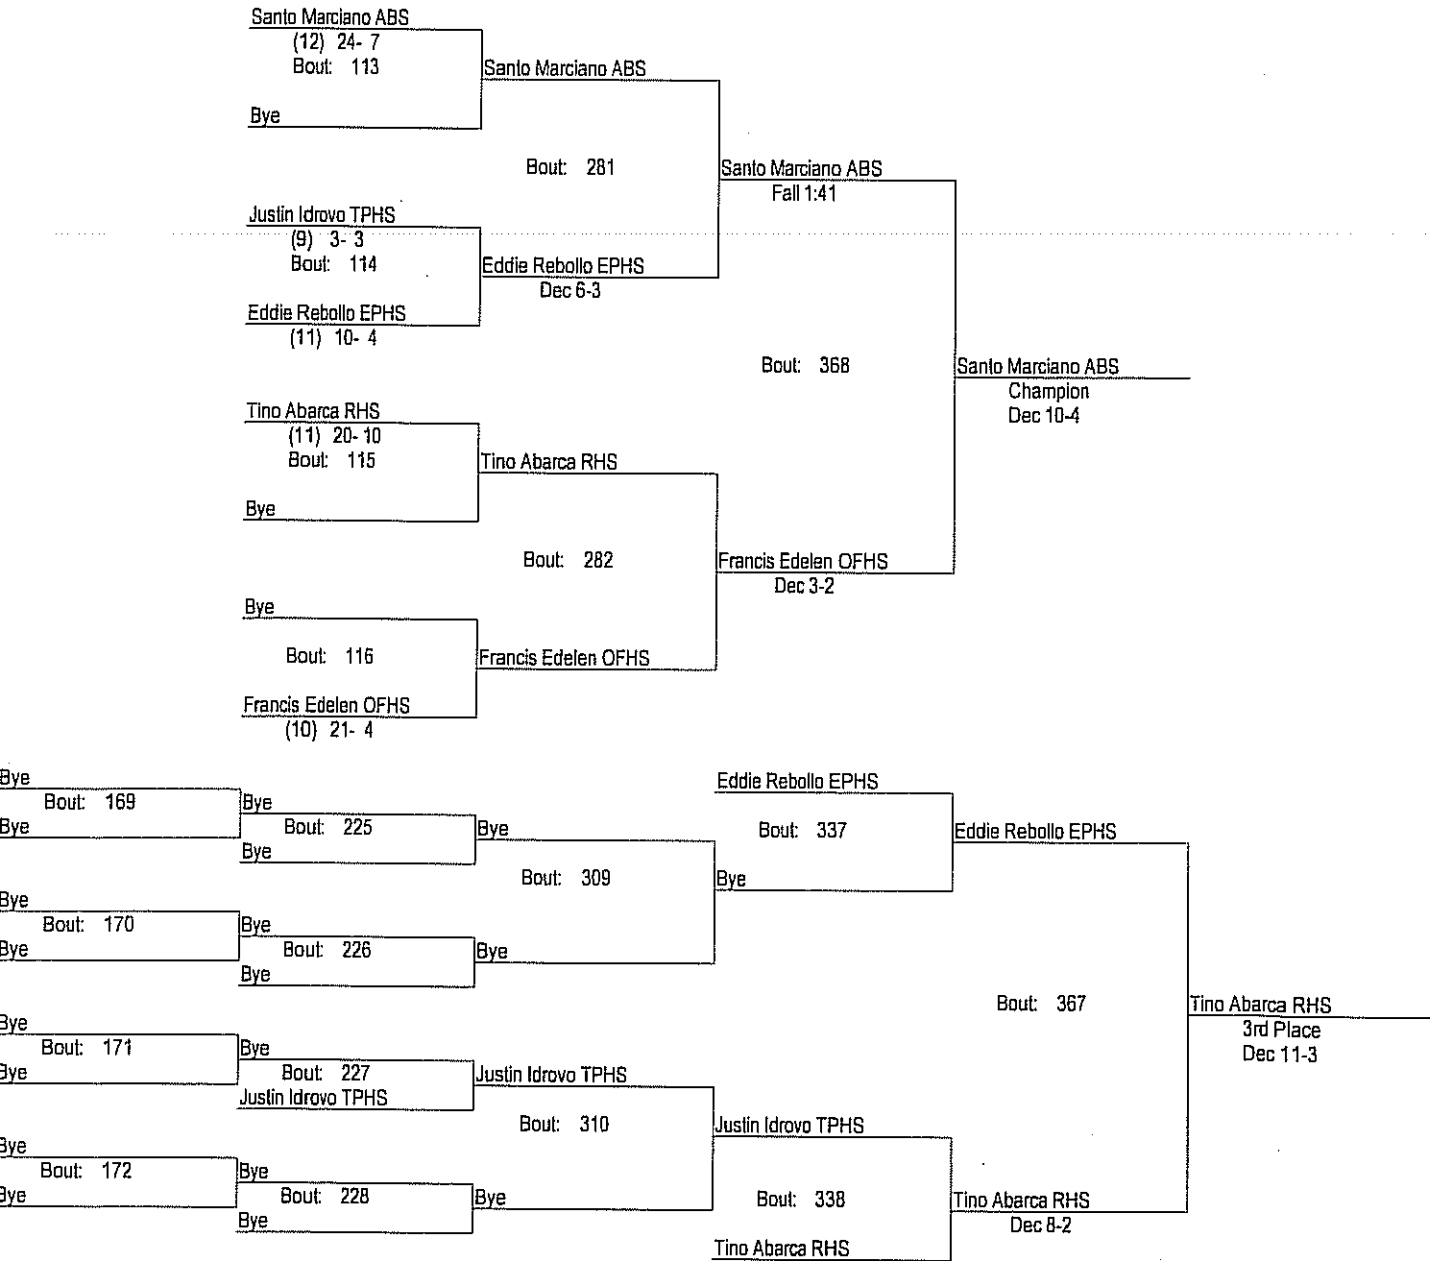 Santo Marciano ABS
(12) 24- 7
Bout: 113
Santo Marciano ABS
Bye
Bout: 281
Santo Marciano ABS
Fall 1:41
Justin Idrovo TPHS
(9) 3- 3
Bout: 114
Eddie Rebollo EPHS
Dec 6-3
Eddie Rebollo EPHS
(11) 10- 4
Bout: 368
Santo Marciano ABS
Champion
Dec 10-4
Tino Abarca RHS
(11) 20- 10
Bout: 115
Tino Abarca RHS
Bye
Bout: 282
Francis Edelen OFHS
Dec 3-2
Bye
Bout: 116
Francis Edelen OFHS
Francis Edelen OFHS
(10) 21- 4
Bye
Bout: 169
Bye
Bye
Bout: 225
Bye
Bye
Bout: 309
Eddie Rebollo EPHS
Bout: 337
Eddie Rebollo EPHS
Bye
Bye
Bout: 170
Bye
Bye
Bout: 226
Bye
Bye
Bout: 367
Tino Abarca RHS
3rd Place
Dec 11-3
Bye
Bout: 171
Bye
Bye
Bout: 227
Justin Idrovo TPHS
Justin Idrovo TPHS
Bout: 310
Justin Idrovo TPHS
Bye
Bout: 172
Bye
Bye
Bout: 228
Bye
Bye
Bout: 338
Tino Abarca RHS
Dec 8-2
Tino Abarca RHS